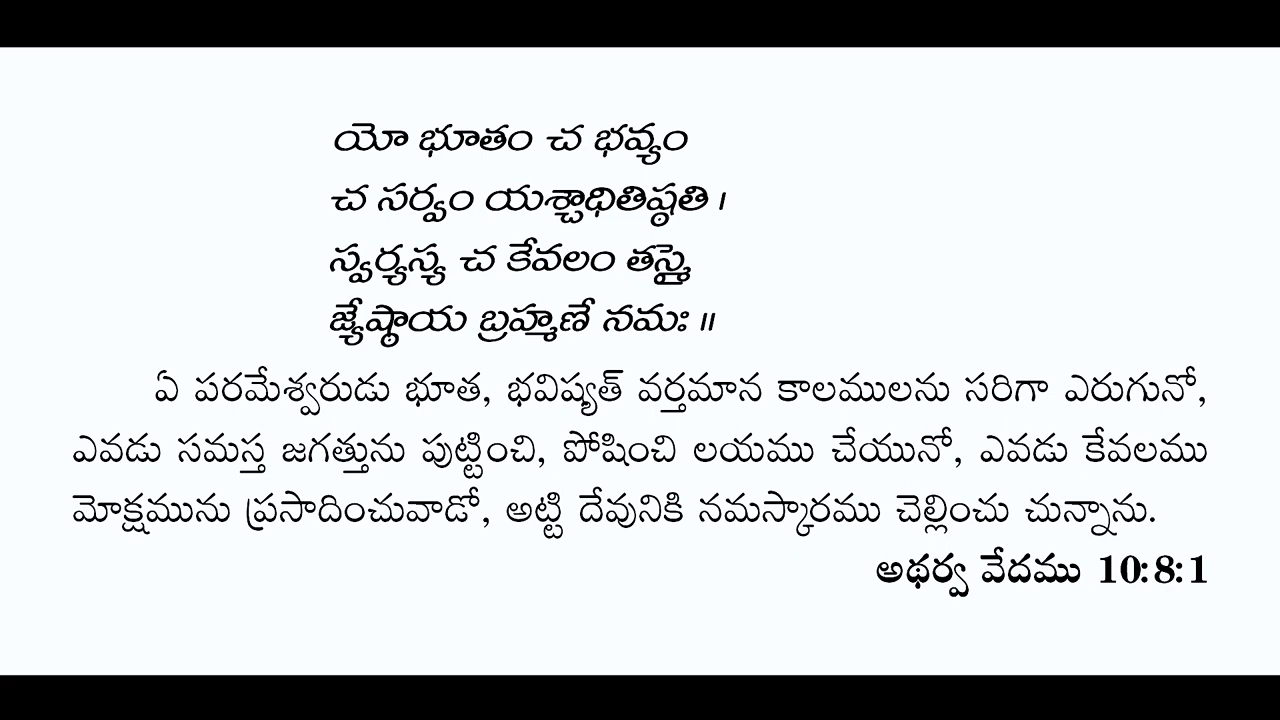 యో భూతం చ భవ్యం
చ సర్వం యశ్చాధితిష్ఠతి ।
స్వర్యస్య చ కేవలం తస్మై
జ్యేష్ఠాయ బ్రహ్మణే నమః ॥
ఏ పరమేశ్వరుడు భూత, భవిష్యత్ వర్తమాన కాలములను సరిగా ఎరుగునో,
ఎవడు సమస్త జగత్తును పుట్టించి, పోషించి లయము చేయునో, ఎవడు కేవలము
మోక్షమును ప్రసాదించువాడో, అట్టి దేవునికి నమస్కారము చెల్లించు చున్నాను.
అథర్వ వేదము 10:8:1